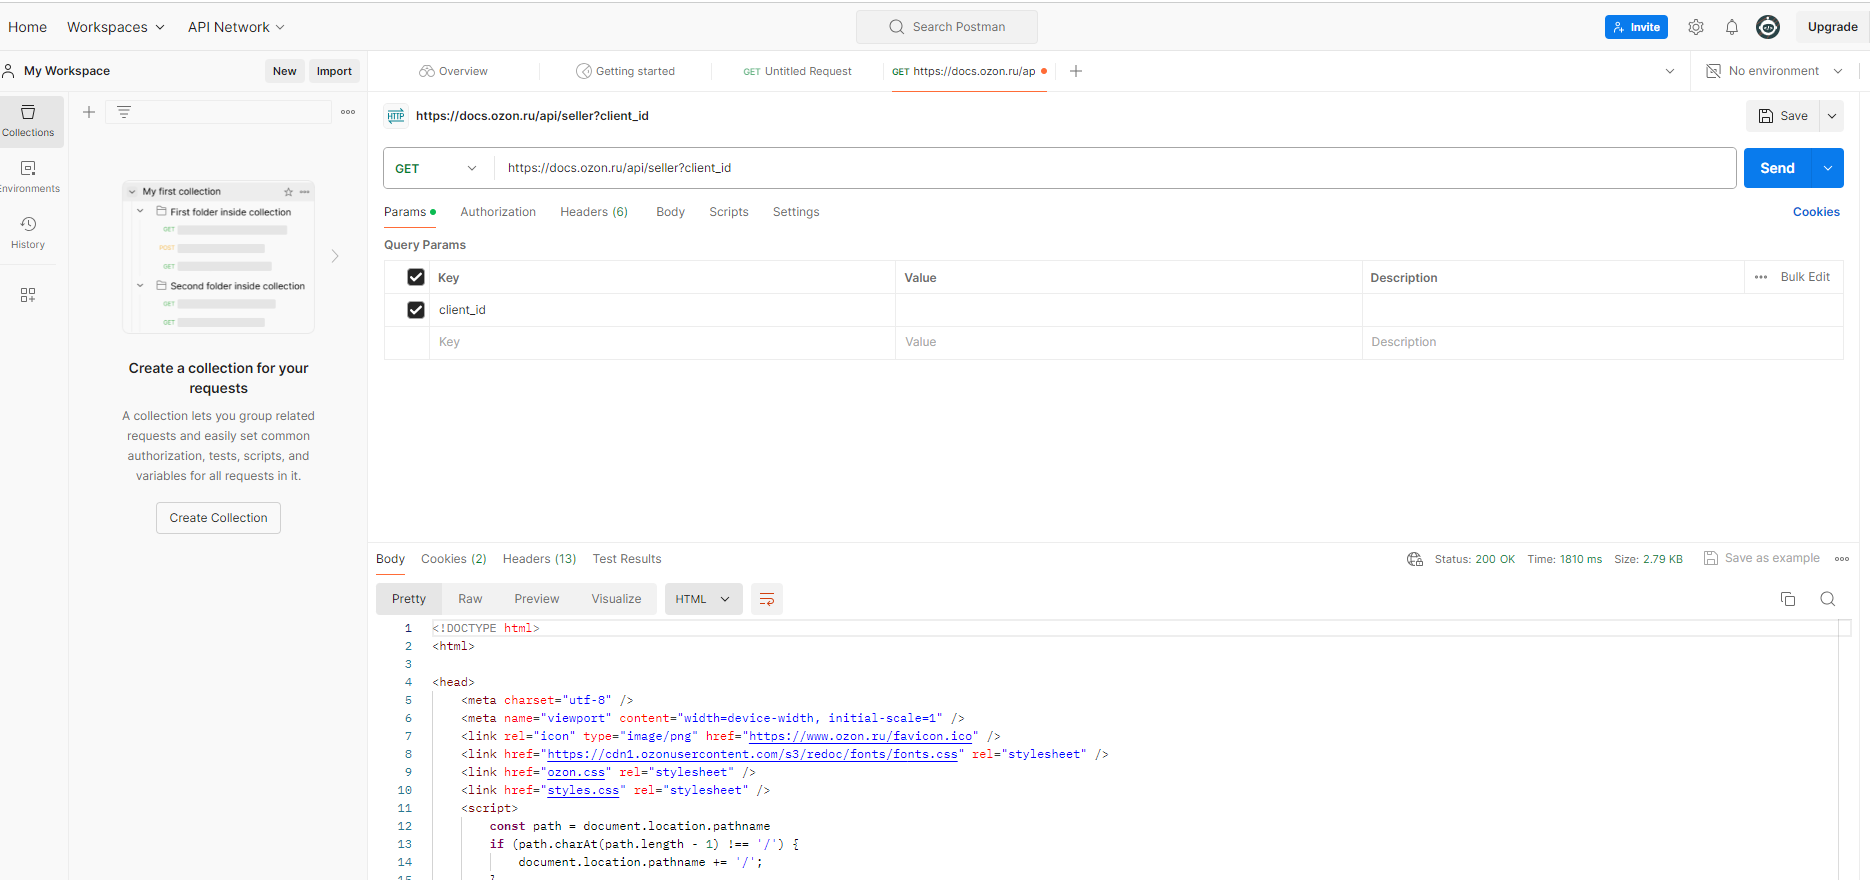 Home
Workspaces
API Network
Search Postman
Invite
Upgrade
My Workspace
New
Import
Overview
Getting started
GET Untitled Request
GET https://docs.ozon.ru/ap
No environment
Collections
Environments
History
My first collection
First folder inside collection
GET
POST
GET
Second folder inside collection
GET
GET
Create a collection for your
requests
A collection lets you group related
requests and easily set common
authorization, tests, scripts, and
variables for all requests in it.
Create Collection
HTTP https://docs.ozon.ru/api/seller?client_id
Save
GET
https://docs.ozon.ru/api/seller?client_id
Send
Params
Authorization
Headers (6)
Body
Scripts
Settings
Cookies
Query Params
Key
Value
Description
Bulk Edit
client_id
Key
Value
Description
Body
Cookies (2)
Headers (13)
Test Results
Status: 200 OK
Time: 1810 ms
Size: 2.79 KB
Save as example
Pretty
Raw
Preview
Visualize
HTML
1 <!DOCTYPE html>
2 <html>
3
4 <head>
5 <meta charset="utf-8" />
6 <meta name="viewport" content="width=device-width, initial-scale=1" />
7 <link rel="icon" type="image/png" href="https://www.ozon.ru/favicon.ico" />
8 <link href="https://cdn1.ozonusercontent.com/s3/redoc/fonts/fonts.css" rel="stylesheet" />
9 <link href="ozon.css" rel="stylesheet" />
10 <link href="styles.css" rel="stylesheet" />
11 <script>
12 const path = document.location.pathname
13 if (path.charAt(path.length - 1) !== '/') {
14 document.location.pathname += '/';
15 }